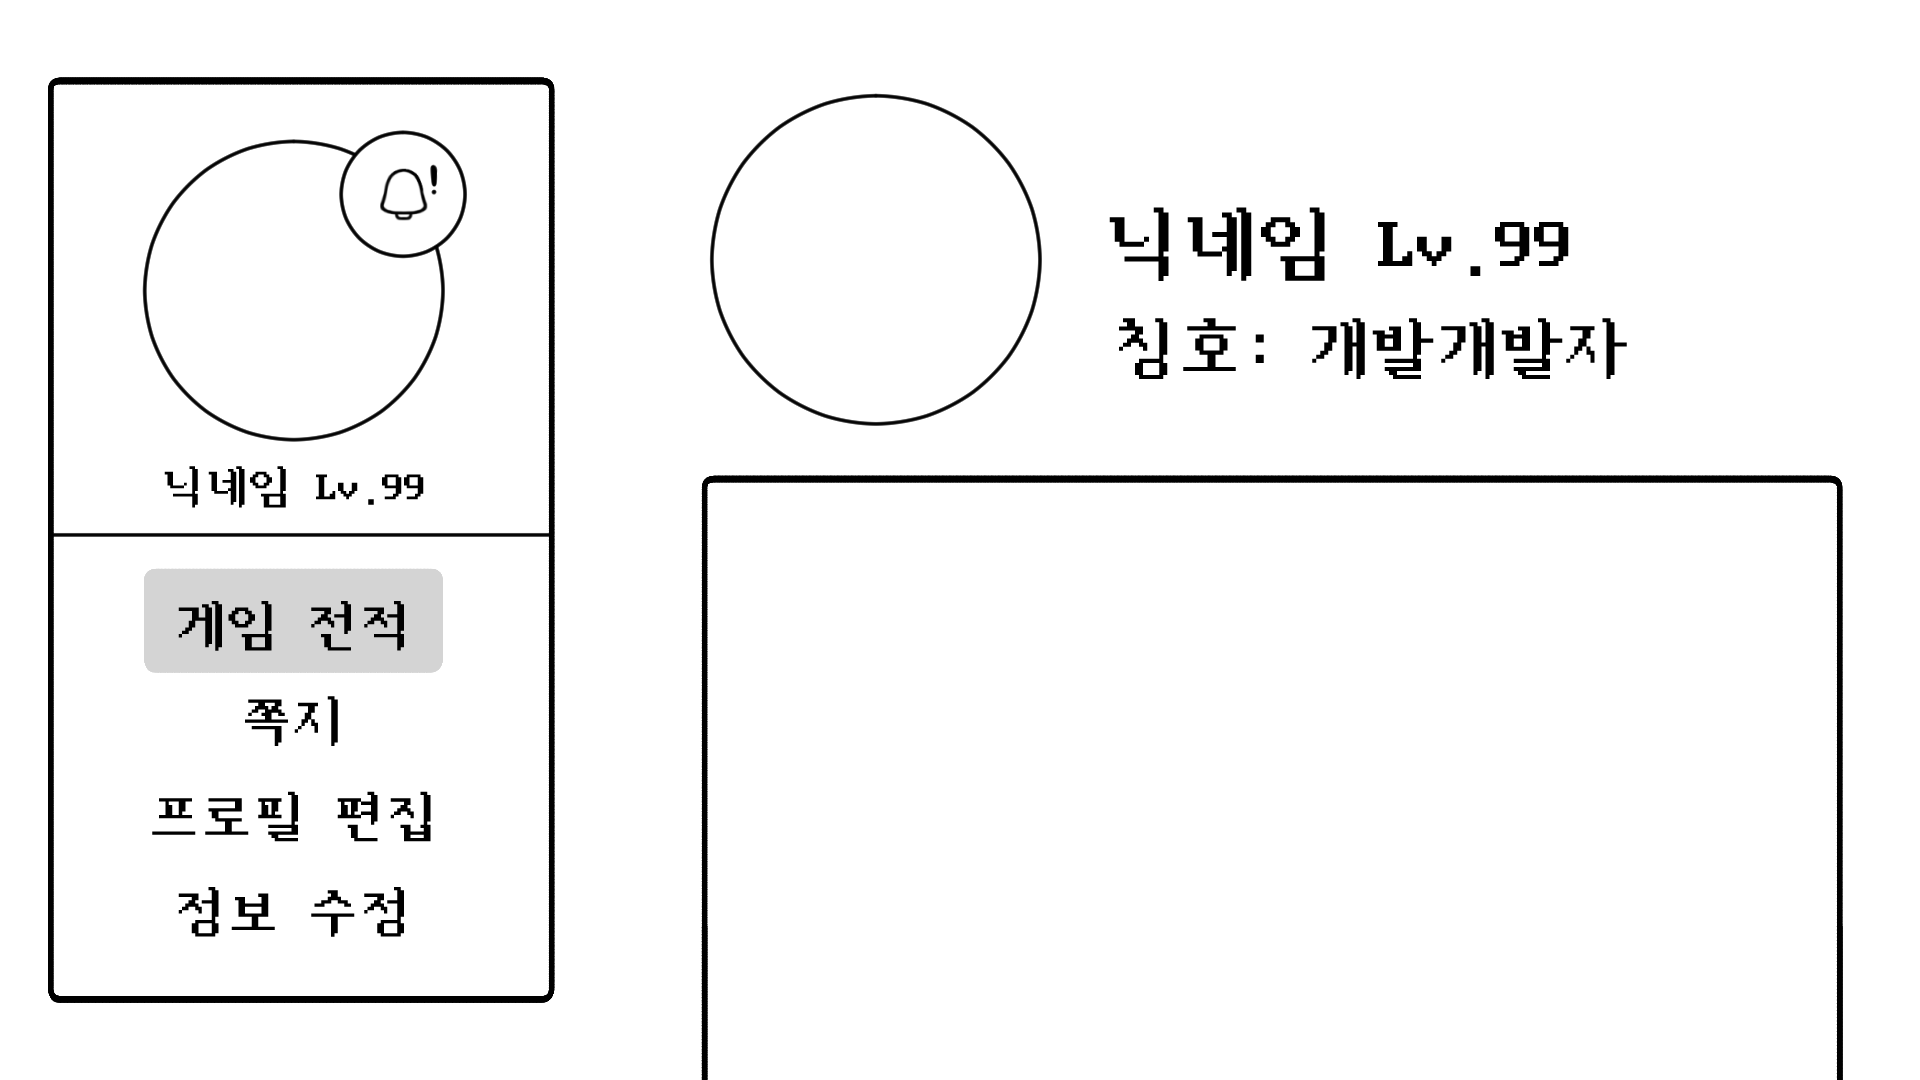 닉네임 Lv.99
게임 전적
쪽지
프로필 편집
정보 수정
닉네임 Lv.99
칭호: 개발개발자